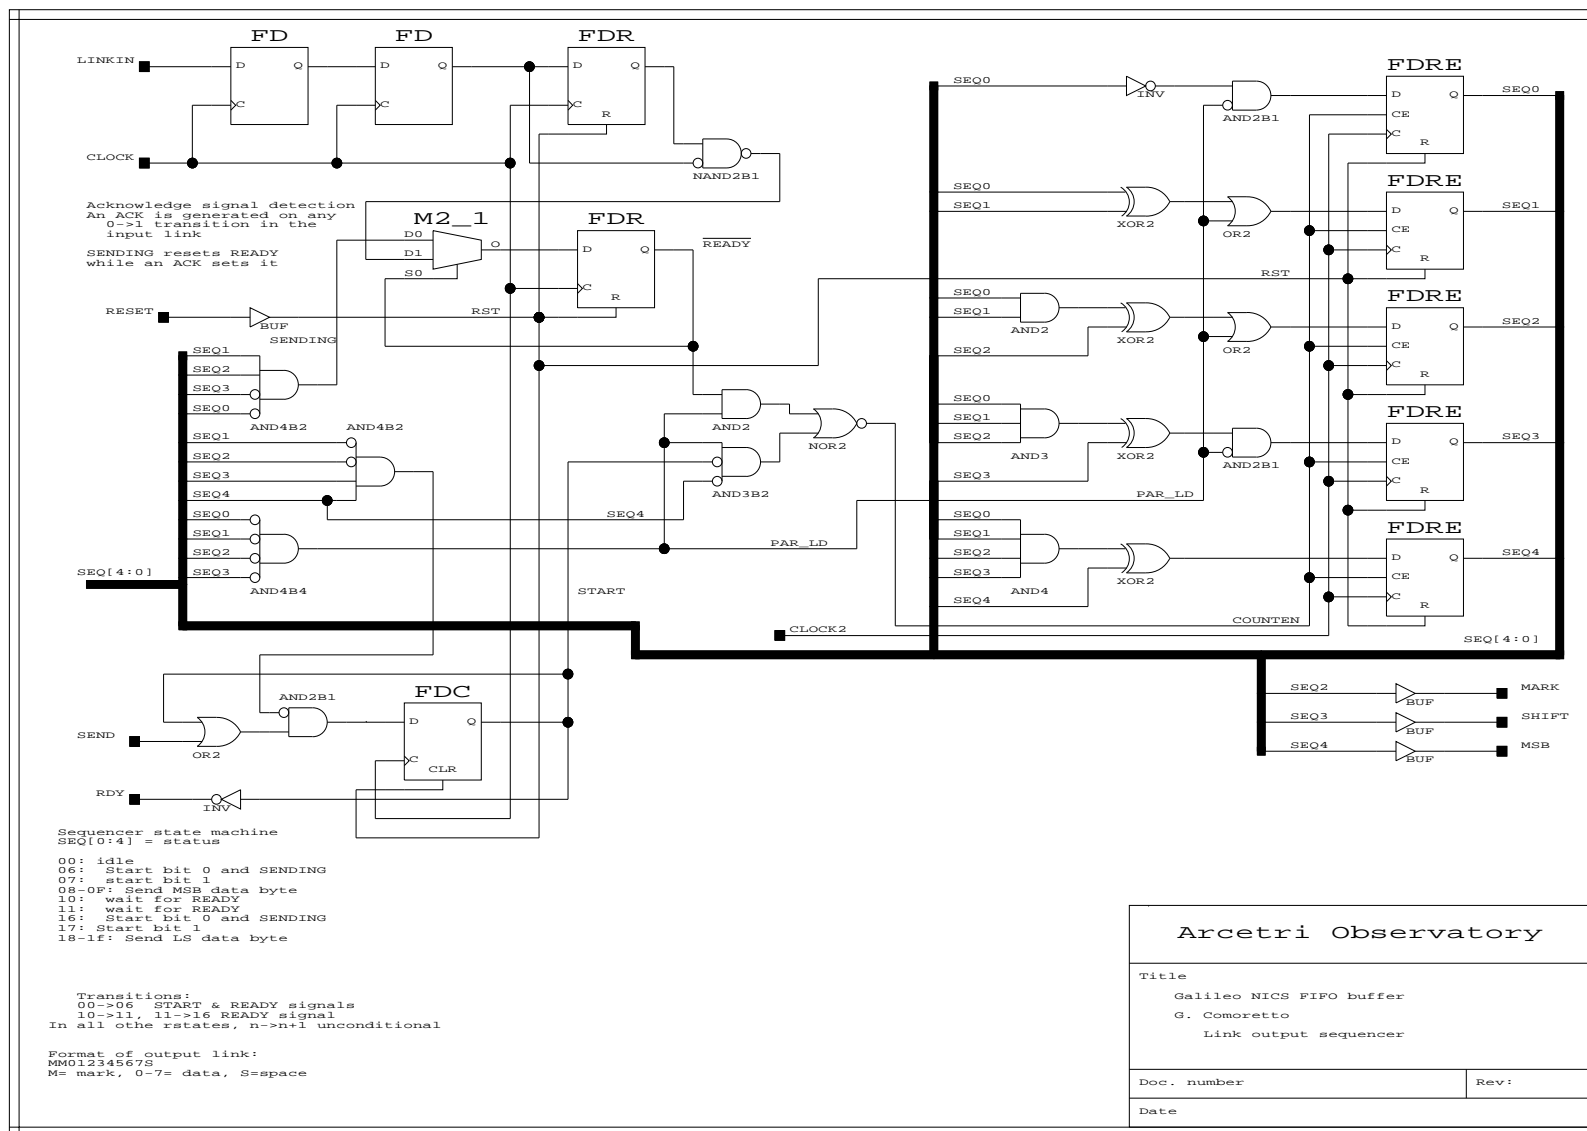 FD
FD
FDR
LINKIN
D
Q
C
D
Q
C
D
Q
C
R
CLOCK
NAND2B1
Acknowledge signal detection
An ACK is generated on any
0->1 transition in the
input link
SENDING resets READY
while an ACK sets it
M2_1
D0
D1
S0
O
FDR
D
Q
C
R
READY
RESET
BUF
RST
SENDING
SEQ1
SEQ2
SEQ3
SEQ0
AND4B2
AND4B2
SEQ1
SEQ2
SEQ3
SEQ4
SEQ0
SEQ1
SEQ2
SEQ3
AND4B4
SEQ[4:0]
AND2
NOR2
AND3B2
SEQ4
PAR_LD
START
SEQ0
INV
AND2B1
FDRE
D
Q
CE
C
R
SEQ0
SEQ0
SEQ1
XOR2
OR2
FDRE
D
Q
CE
C
R
SEQ1
RST
SEQ0
SEQ1
AND2
SEQ2
XOR2
OR2
FDRE
D
Q
CE
C
R
SEQ2
SEQ0
SEQ1
SEQ2
AND3
SEQ3
XOR2
AND2B1
PAR_LD
FDRE
D
Q
CE
C
R
SEQ3
SEQ0
SEQ1
SEQ2
SEQ3
AND4
SEQ4
XOR2
FDRE
D
Q
CE
C
R
SEQ4
COUNTEN
CLOCK2
SEQ[4:0]
SEQ2
BUF
MARK
SEQ3
BUF
SHIFT
SEQ4
BUF
MSB
AND2B1
FDC
D
Q
C
CLR
SEND
OR2
RDY
INV
Sequencer state machine
SEQ[0:4] = status
00: idle
06: Start bit 0 and SENDING
07: start bit 1
08-0F: Send MSB data byte
10: wait for READY
11: wait for READY
16: Start bit 0 and SENDING
17: Start bit 1
18-1f: Send LS data byte
Transitions:
00->06 START & READY signals
10->11, 11->16 READY signal
In all othe rstates, n->n+1 unconditional
Format of output link:
MM01234567S
M= mark, 0-7= data, S=space
Arcetri Observatory
Title
Galileo NICS FIFO buffer
G. Comoretto
Link output sequencer
Doc. number
Rev:
Date